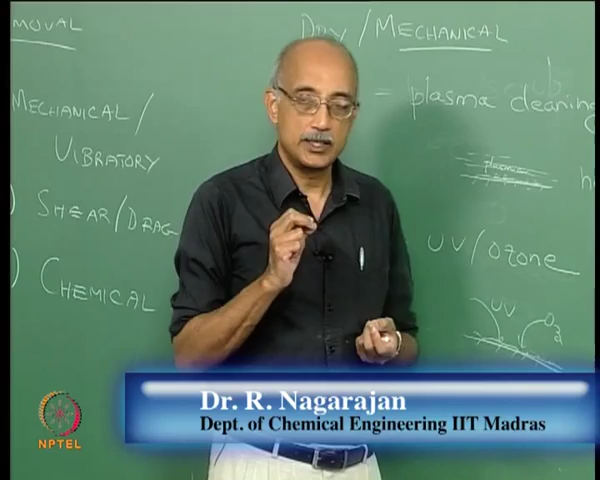 MOVAL
MECHANICAL/
VIBRATORY
) SHEAR/DRAG
) CHEMICAL
DRY/MECHANICAL
= plasma cleaning
plasma
UV/Ozone
UV
O3
NPTEL
Dr. R. Nagarajan
Dept. of Chemical Engineering IIT Madras